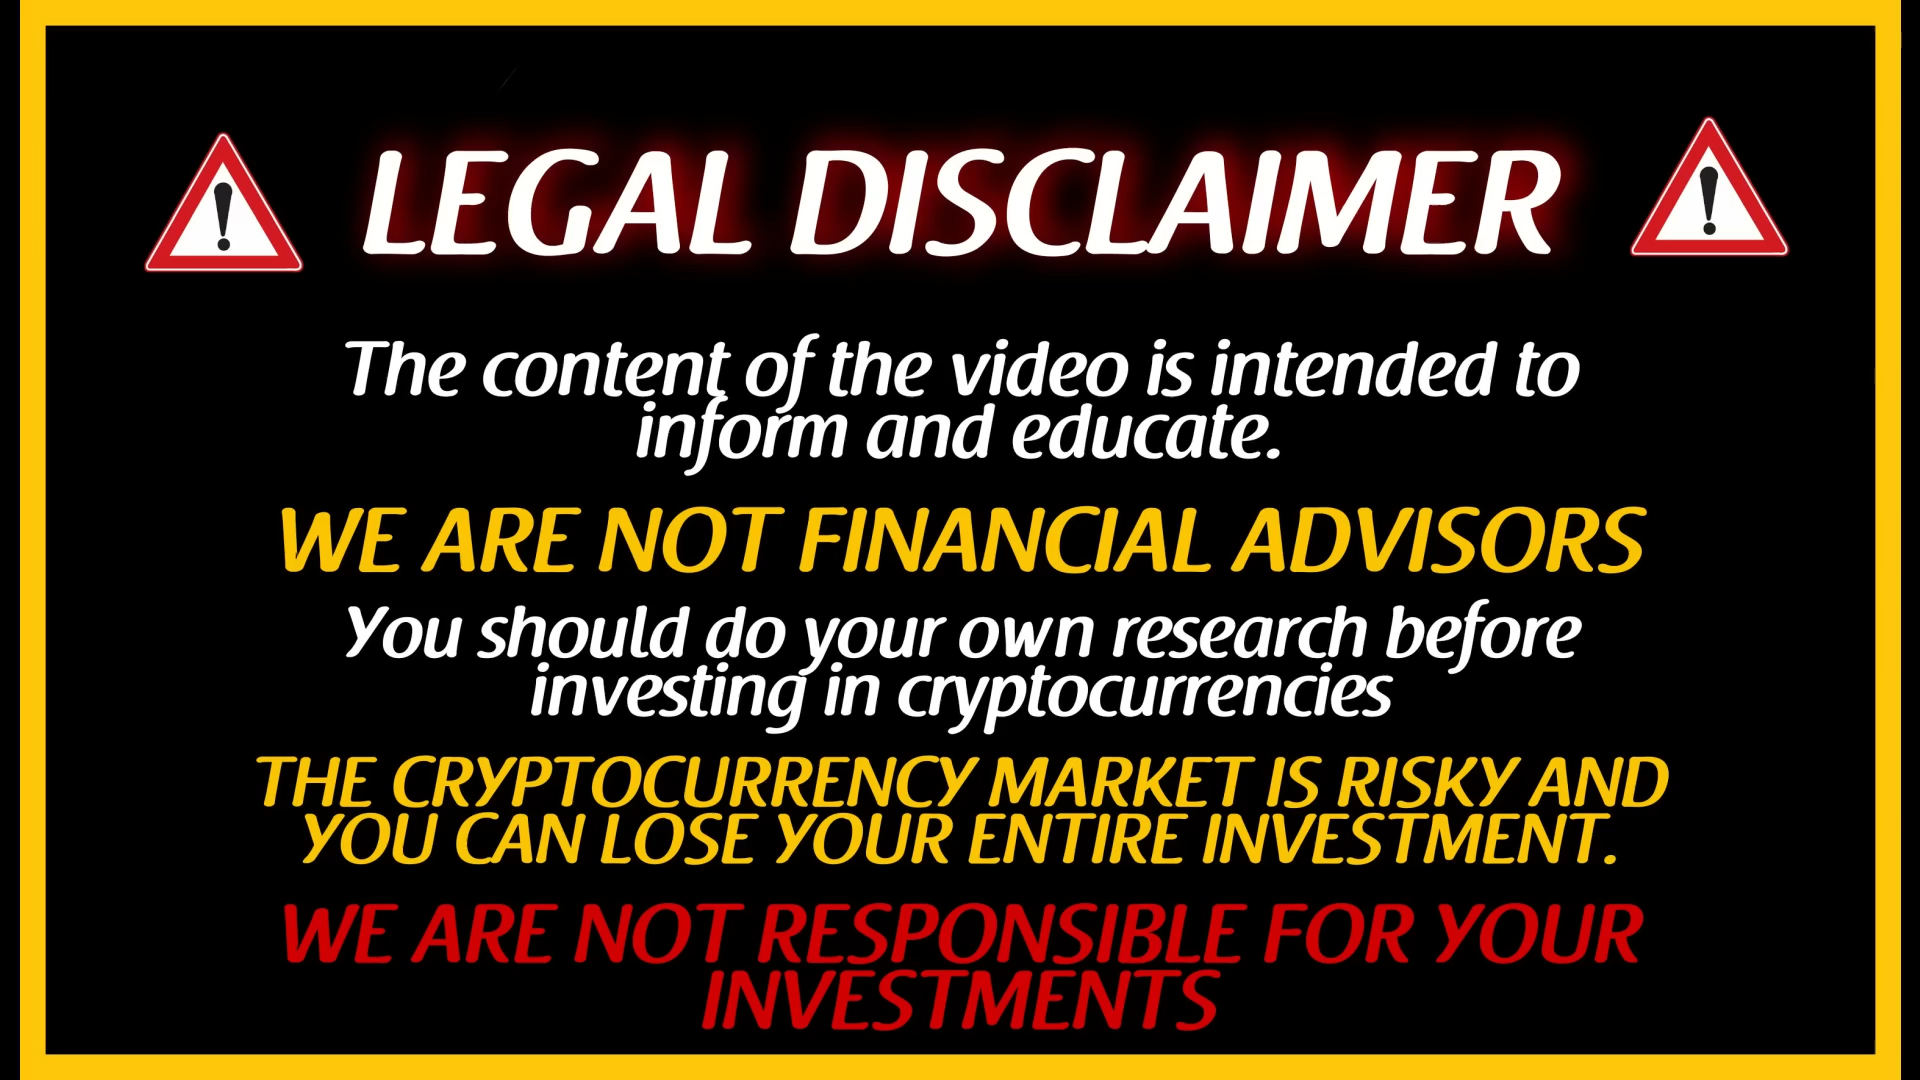 LEGAL DISCLAIMER
The content of the video is intended to
inform and educate.
WE ARE NOT FINANCIAL ADVISORS
You should do your own research before
investing in cryptocurrencies
THE CRYPTOCURRENCY MARKET IS RISKY AND
YOU CAN LOSE YOUR ENTIRE INVESTMENT.
WE ARE NOT RESPONSIBLE FOR YOUR
INVESTMENTS